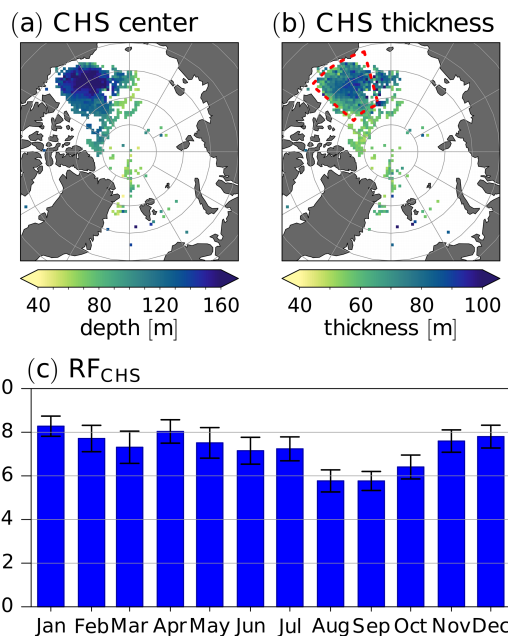 (a) CHS center
(b) CHS thickness
40 80 120 160
depth [m]
40 60 80 100
thickness [m]
(c) RFCHS
0
8
6
4
2
0
Jan Feb Mar Apr May Jun Jul Aug Sep Oct Nov Dec